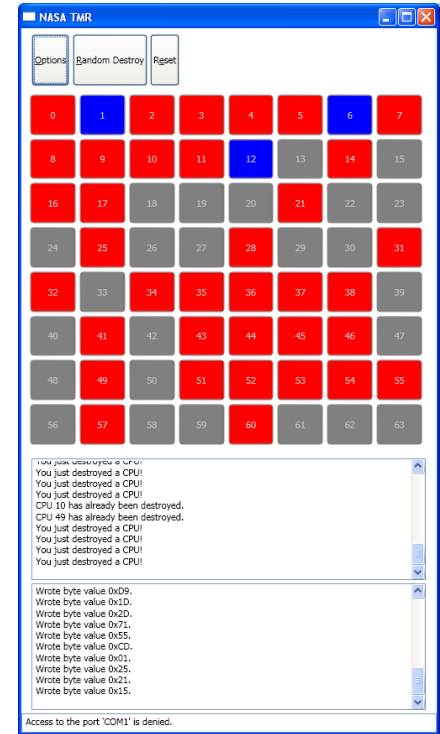 NASA TMR
Options Random Destroy Reset
0 1 2 3 4 5 6 7
8 9 10 11 12 13 14 15
16 17 18 19 20 21 22 23
24 25 26 27 28 29 30 31
32 33 34 35 36 37 38 39
40 41 42 43 44 45 46 47
48 49 50 51 52 53 54 55
56 57 58 59 60 61 62 63
You just destroyed a CPU!
You just destroyed a CPU!
You just destroyed a CPU!
You just destroyed a CPU!
CPU 10 has already been destroyed.
CPU 49 has already been destroyed.
You just destroyed a CPU!
You just destroyed a CPU!
You just destroyed a CPU!
You just destroyed a CPU!
Wrote byte value 0xD9.
Wrote byte value 0x1D.
Wrote byte value 0x2D.
Wrote byte value 0x71.
Wrote byte value 0x55.
Wrote byte value 0xCD.
Wrote byte value 0x01.
Wrote byte value 0x25.
Wrote byte value 0x21.
Wrote byte value 0x15.
Access to the port 'COM1' is denied.